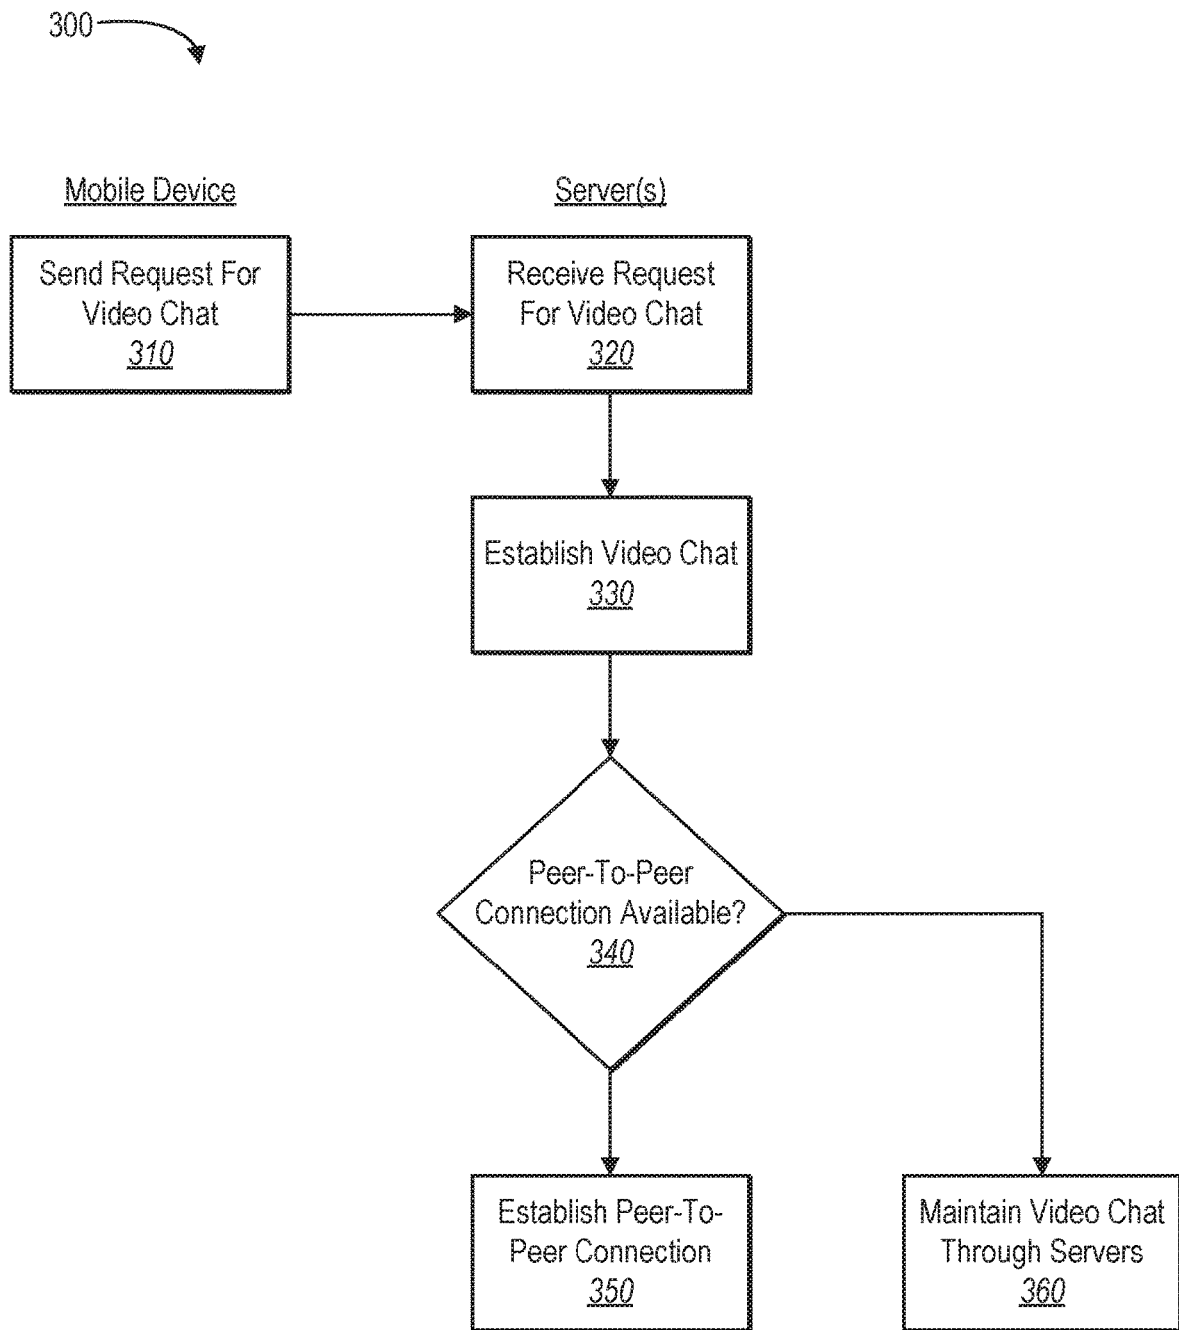 300
Mobile Device
Server(s)
Send Request For
Video Chat
310
Receive Request
For Video Chat
320
Establish Video Chat
330
Peer-To-Peer
Connection Available?
340
Establish Peer-To-
Peer Connection
350
Maintain Video Chat
Through Servers
360